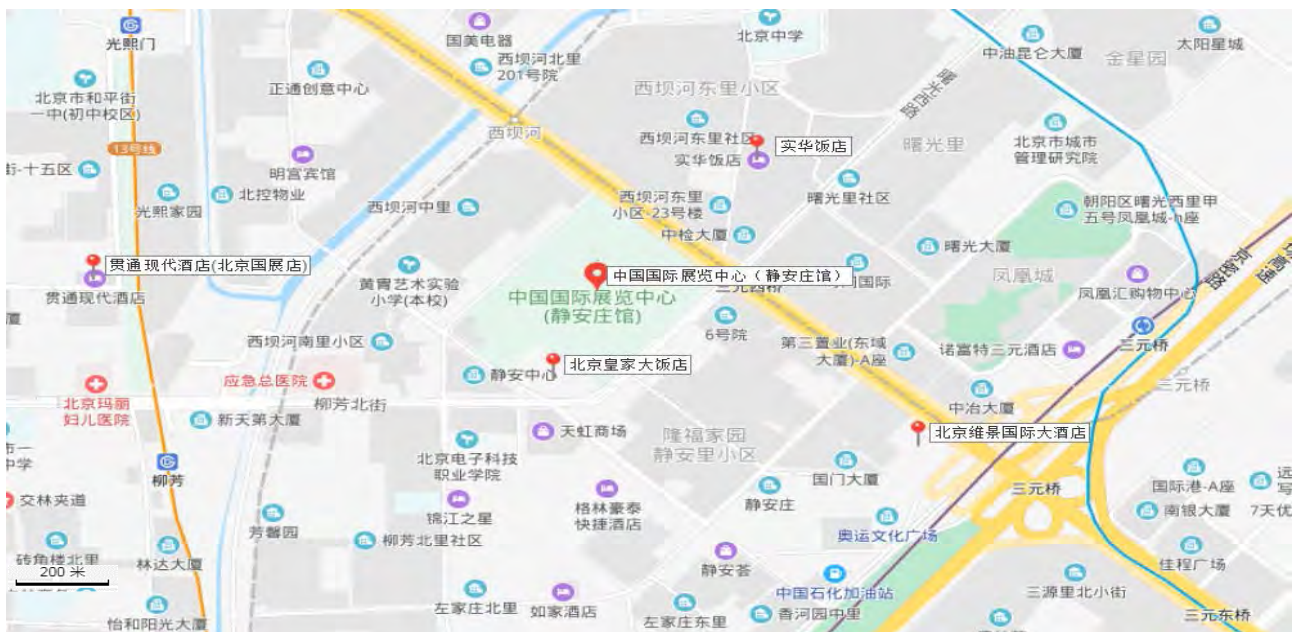 光熙门
国美电器
北京中学
中油昆仑大厦
太阳星城
金星园
西坝河北里
201号院
正通创意中心
北京市和平街
一中(初中校区)
西坝河东里小区
曙光西路
13号线
西坝河
西坝河东里社区
实华饭店
实华饭店
曙光里
北京市城市
管理研究院
街-十五区
明宫宾馆
北控物业
光熙家园
西坝河中里
西坝河东里
小区-23号楼
曙光里社区
朝阳区曙光西里甲
五号凤凰城-h座
中检大厦
曙光大厦
京密路
贯通现代酒店(北京国展店)
贯通现代酒店
黄胄艺术实验
小学(本校)
中国国际展览中心（静安庄馆）
中国国际展览中心
(静安庄馆)
三元西桥
国际
凤凰城
凤凰汇购物中心
厦
西坝河南里小区
6号院
第三置业(东域
大厦)-A座
诺富特三元酒店
三元桥
三元桥
静安中心
北京皇家大饭店
应急总医院
北京玛丽
妇儿医院
柳芳北街
新天第大厦
天虹商场
隆福家园
静安里小区
中冶大厦
北京维景国际大酒店
市一
中学
柳芳
北京电子科技
职业学院
国门大厦
三元桥
国际港-A座
远
写
交林夹道
锦江之星
格林豪泰
快捷酒店
静安庄
南银大厦
7天优
芳馨园
柳芳北里社区
奥运文化广场
砖角楼北里
林达大厦
静安荟
佳程广场
200 米
中国石化加油站
三源里北小街
左家庄北里
如家酒店
左家庄东里
香河园中里
三元东桥
怡和阳光大厦